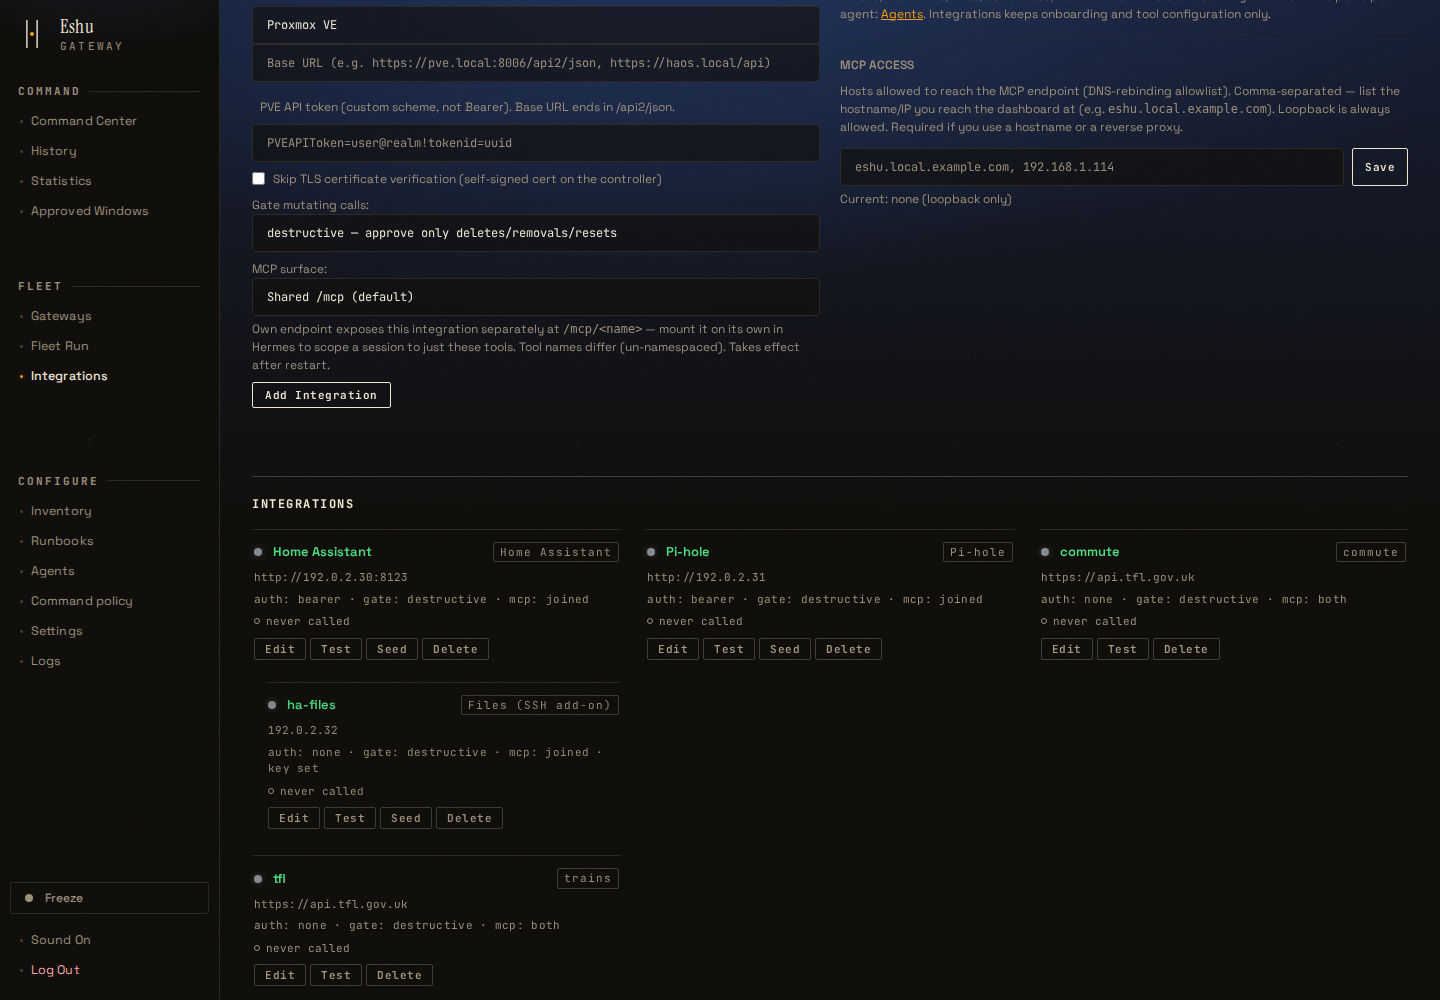 Eshu
GATEWAY
COMMAND
Command Center
History
Statistics
Approved Windows
FLEET
Gateways
Fleet Run
Integrations
CONFIGURE
Inventory
Runbooks
Agents
Command policy
Settings
Logs
Freeze
Sound On
Log Out
Proxmox VE
Base URL (e.g. https://pve.local:8006/api2/json, https://haos.local/api)
PVE API token (custom scheme, not Bearer). Base URL ends in /api2/json.
PVEAPIToken=user@realm!tokenid=uuid
Skip TLS certificate verification (self-signed cert on the controller)
Gate mutating calls:
destructive — approve only deletes/removals/resets
MCP surface:
Shared /mcp (default)
Own endpoint exposes this integration separately at /mcp/<name> — mount it on its own in
Hermes to scope a session to just these tools. Tool names differ (un-namespaced). Takes effect
after restart.
Add Integration
agent: Agents. Integrations keeps onboarding and tool configuration only.
MCP ACCESS
Hosts allowed to reach the MCP endpoint (DNS-rebinding allowlist). Comma-separated — list the
hostname/IP you reach the dashboard at (e.g. eshu.local.example.com). Loopback is always
allowed. Required if you use a hostname or a reverse proxy.
eshu.local.example.com, 192.168.1.114
Save
Current: none (loopback only)
INTEGRATIONS
Home Assistant
Home Assistant
http://192.0.2.30:8123
auth: bearer · gate: destructive · mcp: joined
never called
Edit Test Seed Delete
Pi-hole
Pi-hole
http://192.0.2.31
auth: bearer · gate: destructive · mcp: joined
never called
Edit Test Seed Delete
commute
commute
https://api.tfl.gov.uk
auth: none · gate: destructive · mcp: both
never called
Edit Test Delete
ha-files
Files (SSH add-on)
192.0.2.32
auth: none · gate: destructive · mcp: joined ·
key set
never called
Edit Test Seed Delete
tfl
trains
https://api.tfl.gov.uk
auth: none · gate: destructive · mcp: both
never called
Edit Test Delete